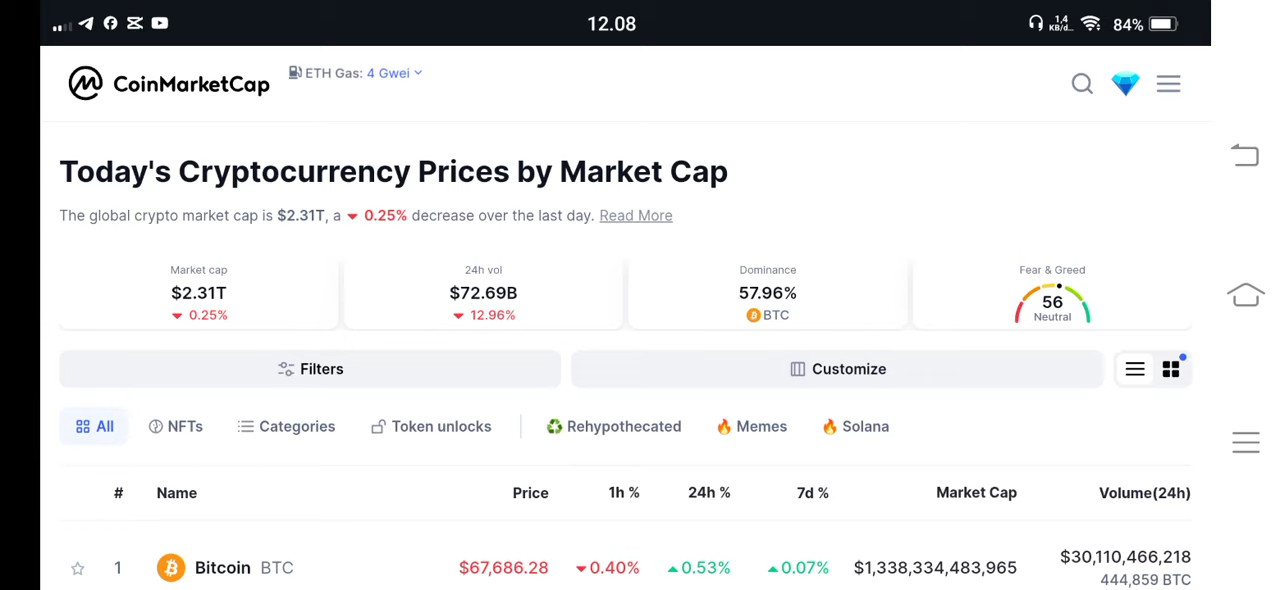 12.08
1,4
KB/d...
84%
CoinMarketCap
ETH Gas: 4 Gwei
Today's Cryptocurrency Prices by Market Cap
The global crypto market cap is $2.31T, a 0.25% decrease over the last day. Read More
Market cap
$2.31T
0.25%
24h vol
$72.69B
12.96%
Dominance
57.96%
BTC
Fear & Greed
56
Neutral
Filters
Customize
All NFTs Categories Token unlocks Rehypothecated Memes Solana
# Name Price 1h % 24h % 7d % Market Cap Volume(24h)
1 Bitcoin BTC $67,686.28 0.40% 0.53% 0.07% $1,338,334,483,965 $30,110,466,218
444,859 BTC